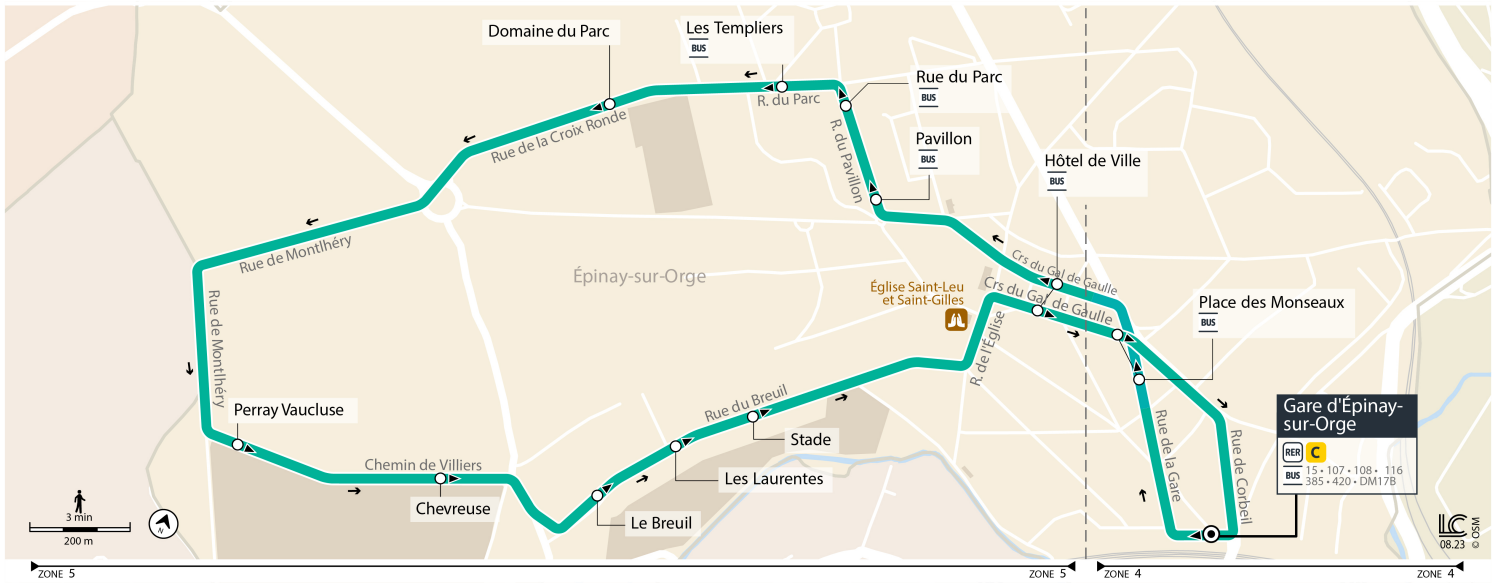 Domaine du Parc
Les Templiers
BUS
Rue du Parc
BUS
R. du Parc
Rue de la Croix Ronde
R. du Pavillon
Pavillon
BUS
Hôtel de Ville
BUS
Rue de Montlhéry
Épinay-sur-Orge
Crs du Gal de Gaulle
Crs du Gal de Gaulle
Église Saint-Leu
et Saint-Gilles
Place des Monseaux
BUS
Rue de Montlhéry
R. de l'Église
Perray Vaucluse
Rue du Breuil
Stade
Gare d'Épinay-
sur-Orge
RER C
BUS 15 • 107 • 108 • 116
385 • 420 • DM17B
Rue de la Gare
Rue de Corbeil
Chemin de Villiers
Chevreuse
Les Laurentes
Le Breuil
3 min
200 m
N
LC
08.23
© OSM
ZONE 5
ZONE 5
ZONE 4
ZONE 4